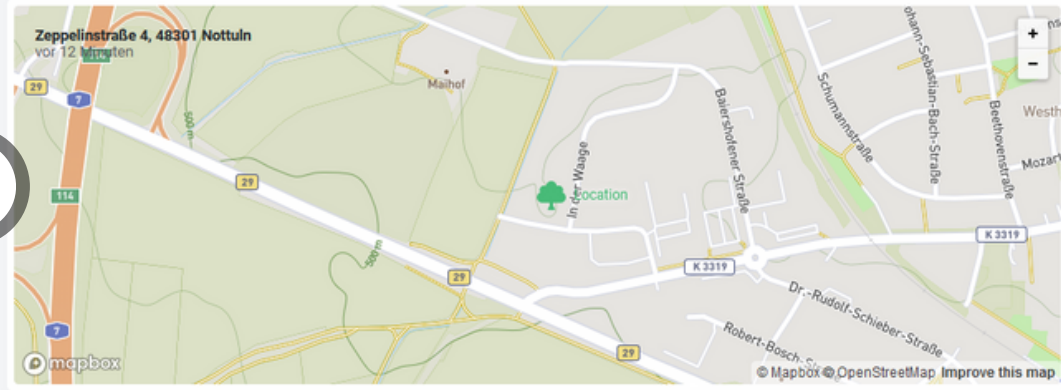 Zeppelinstraße 4, 48301 Nottuln
vor 12 Minuten
114
29
7
500 m
Maihof
+
−
Johann-Sebastian-Bach-Straße
Schumannstraße
Beethovenstraße
Westh
Mozart
Baiershofener Straße
In der Waage
Location
29
114
500 m
29
K 3319
K 3319
Dr.-Rudolf-Schieber-Straße
7
Robert-Bosch-St
29
mapbox
© Mapbox © OpenStreetMap Improve this map